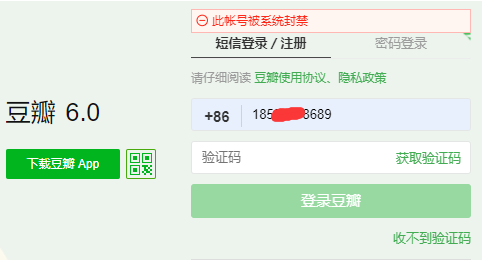 此帐号被系统封禁
短信登录 / 注册
密码登录
请仔细阅读 豆瓣使用协议、隐私政策
豆瓣 6.0
+86
185 8689
下载豆瓣 App
验证码
获取验证码
登录豆瓣
收不到验证码